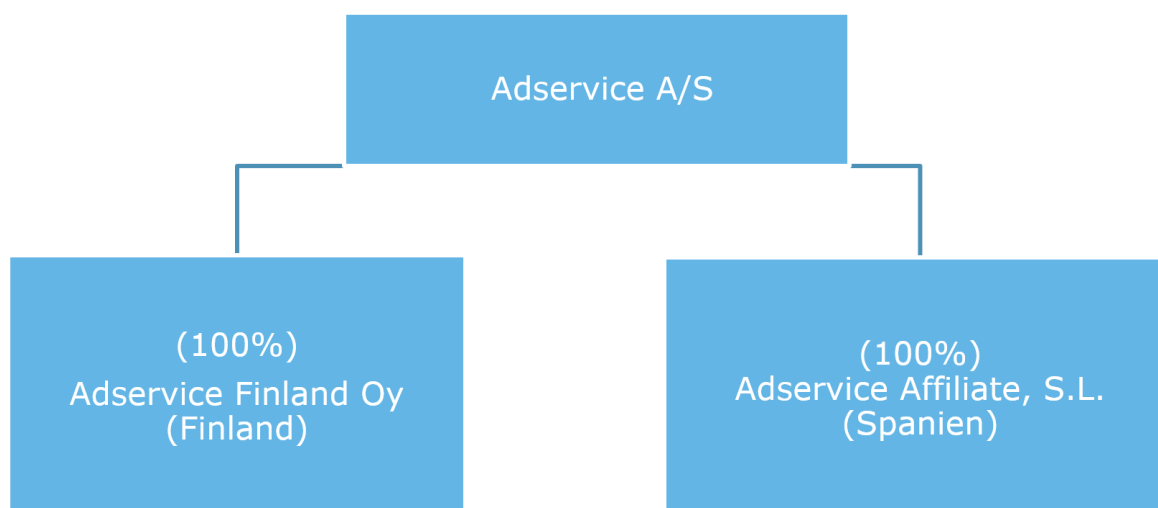 Adservice A/S
(100%)
Adservice Finland Oy
(Finland)
(100%)
Adservice Affiliate, S.L.
(Spanien)